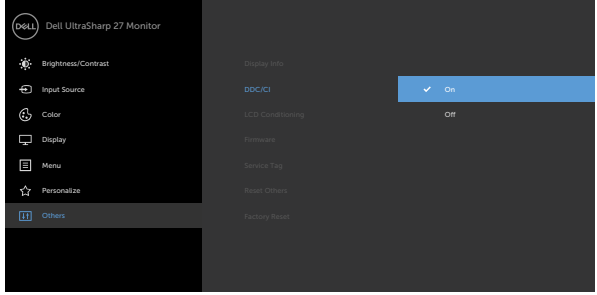 DELL
Dell UltraSharp 27 Monitor
Brightness/Contrast
Input Source
Color
Display
Menu
Personalize
Others
Display Info
DDC/CI
LCD Conditioning
Firmware
Service Tag
Reset Others
Factory Reset
On
Off